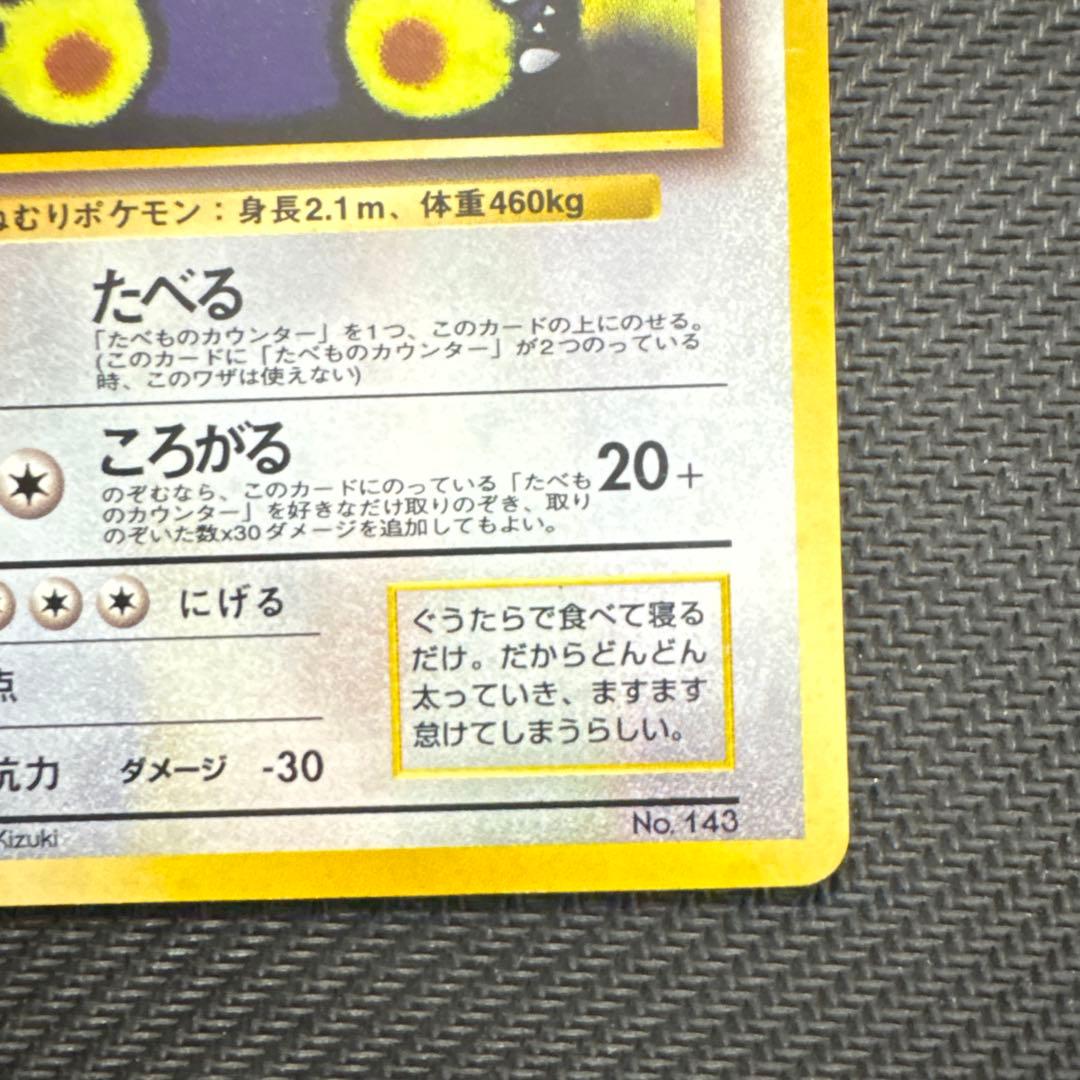 ねむりポケモン：身長2.1m、体重460kg
たべる
「たべものカウンター」を1つ、このカードの上にのせる。
(このカードに「たべものカウンター」が2つのっている
時、このワザは使えない)
ころがる
20+
のぞむなら、このカードにのっている「たべも
のカウンター」を好きなだけ取りのぞき、取り
のぞいた数x30ダメージを追加してもよい。
にげる
点
抗力 ダメージ -30
ぐうたらで食べて寝る
だけ。だからどんどん
太っていき、ますます
怠けてしまうらしい。
Kizuki
No. 143